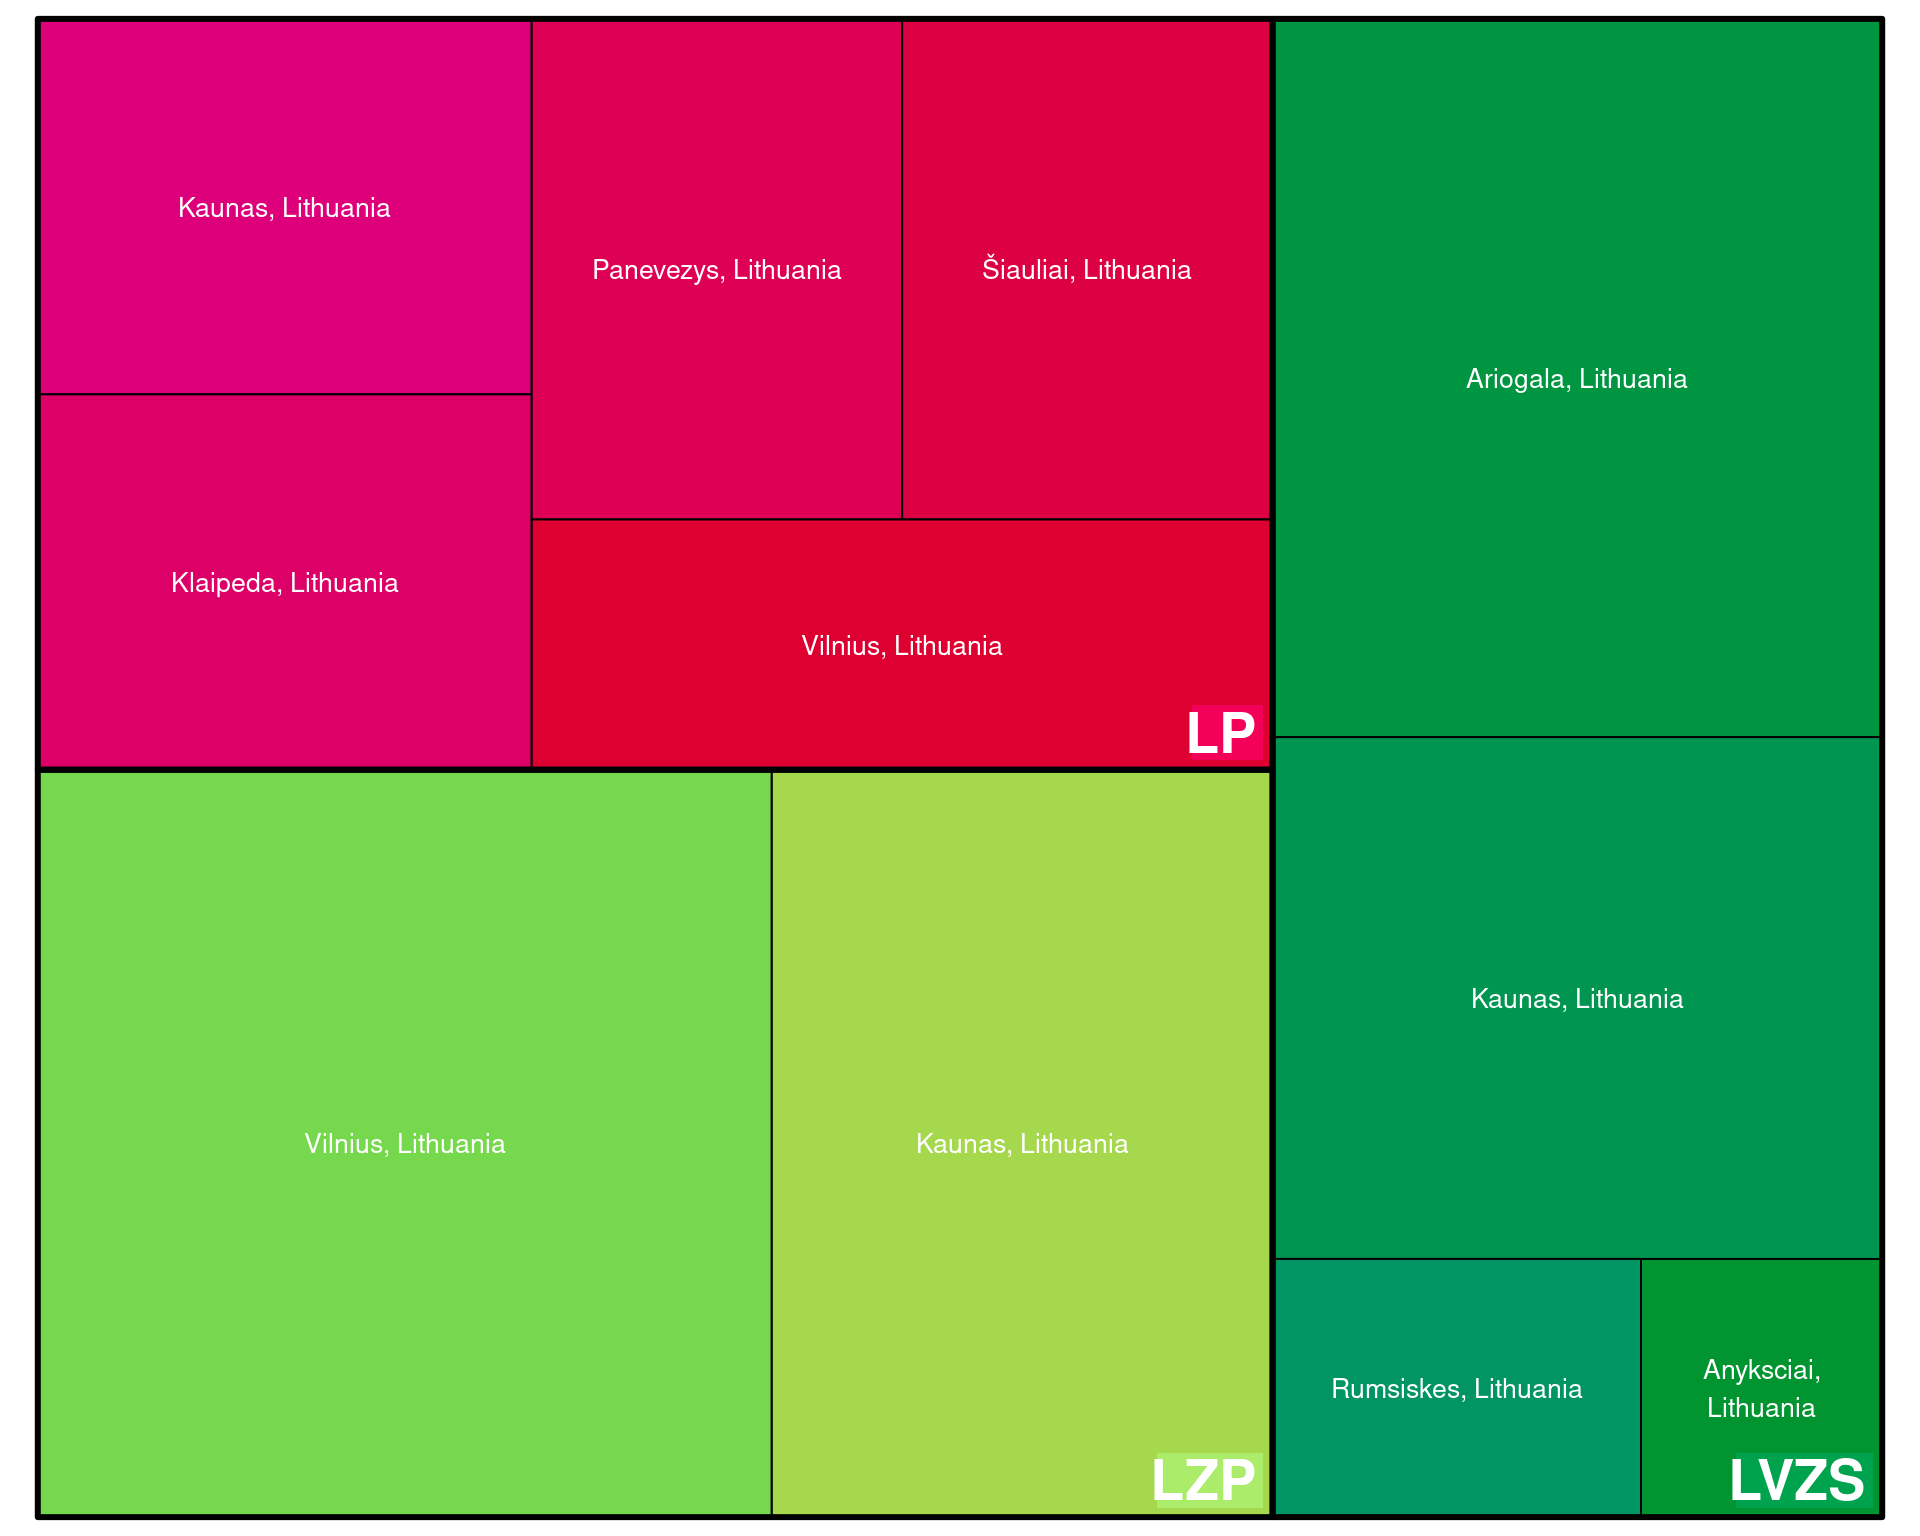 Kaunas, Lithuania
Panevezys, Lithuania
Šiauliai, Lithuania
Klaipeda, Lithuania
Vilnius, Lithuania
LP
Vilnius, Lithuania
Kaunas, Lithuania
LZP
Ariogala, Lithuania
Kaunas, Lithuania
Rumsiskes, Lithuania
Anyksciai,
Lithuania
LVZS